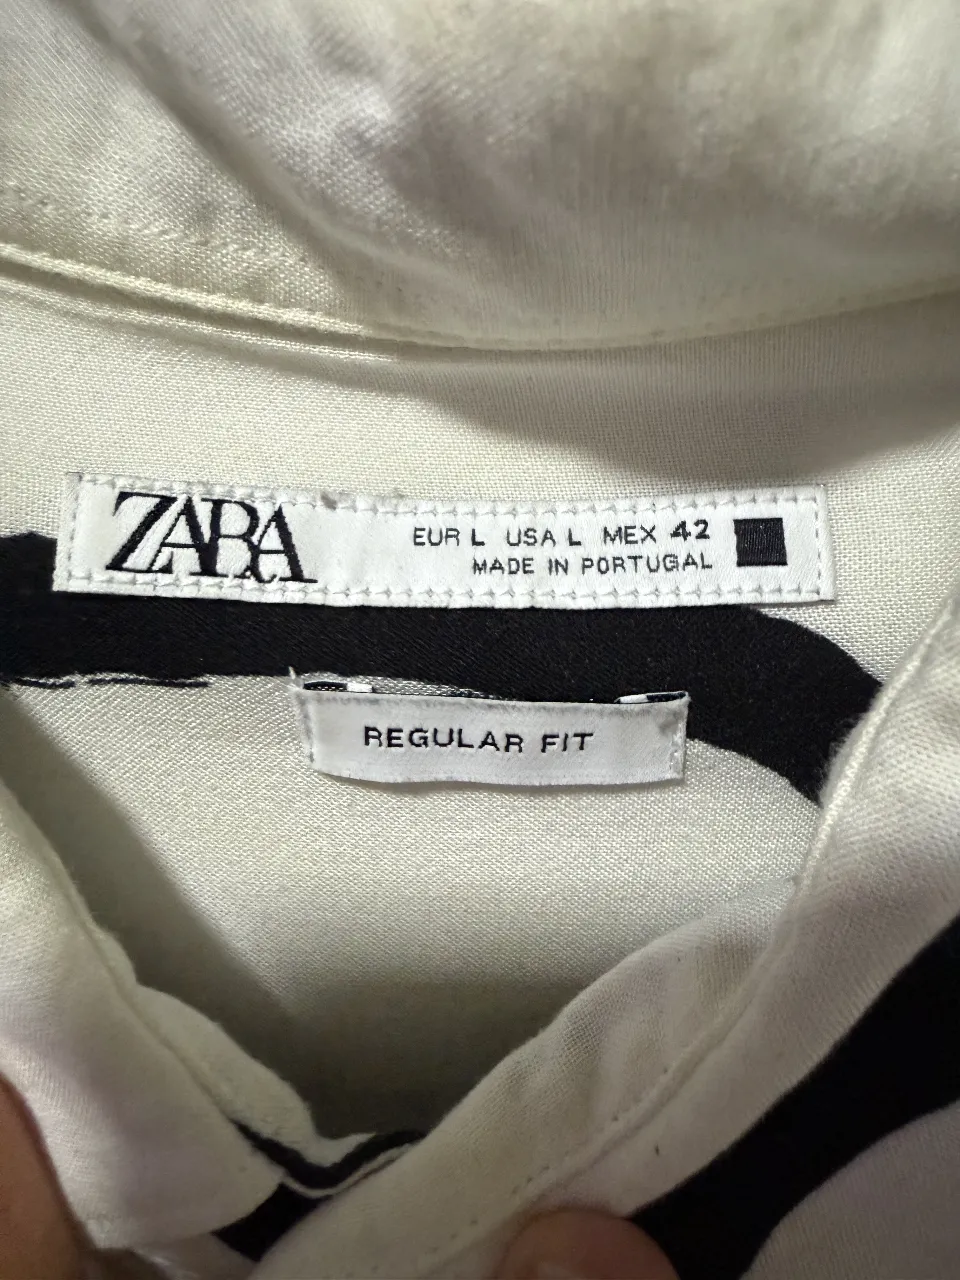 ZARA
EUR L USA L MEX 42
MADE IN PORTUGAL
REGULAR FIT